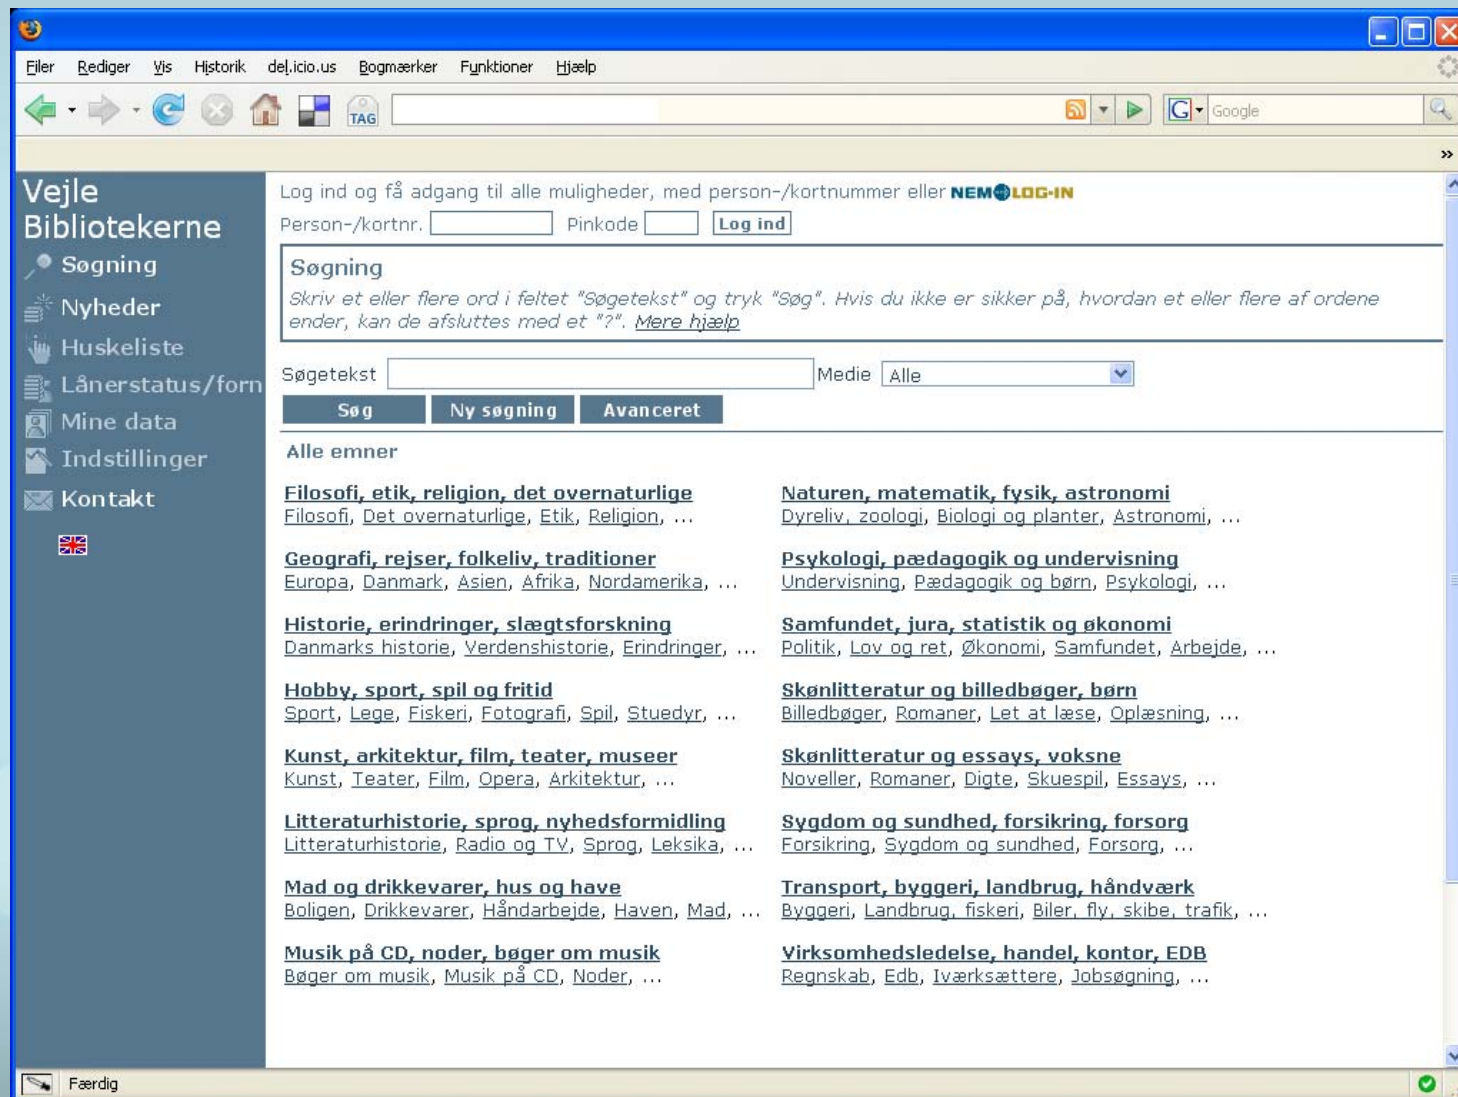 Filer Rediger Vis Historik del.icio.us Bogmærker Funktioner Hjælp
TAG
G Google
»
Vejle
Bibliotekerne
Søgning
Nyheder
Huskeliste
Lånerstatus/forn
Mine data
Indstillinger
Kontakt
Log ind og få adgang til alle muligheder, med person-/kortnummer eller NEM LOG-IN
Person-/kortnr. Pinkode Log ind
Søgning
Skriv et eller flere ord i feltet "Søgetekst" og tryk "Søg". Hvis du ikke er sikker på, hvordan et eller flere af ordene
ender, kan de afsluttes med et "?". Mere hjælp
Søgetekst Medie Alle
Søg Ny søgning Avanceret
Alle emner
Filosofi, etik, religion, det overnaturlige
Filosofi, Det overnaturlige, Etik, Religion, ...
Geografi, rejser, folkeliv, traditioner
Europa, Danmark, Asien, Afrika, Nordamerika, ...
Historie, erindringer, slægtsforskning
Danmarks historie, Verdenshistorie, Erindringer, ...
Hobby, sport, spil og fritid
Sport, Lege, Fiskeri, Fotografi, Spil, Stuedyr, ...
Kunst, arkitektur, film, teater, museer
Kunst, Teater, Film, Opera, Arkitektur, ...
Litteraturhistorie, sprog, nyhedsformidling
Litteraturhistorie, Radio og TV, Sprog, Leksika, ...
Mad og drikkevarer, hus og have
Boligen, Drikkevarer, Håndarbejde, Haven, Mad, ...
Musik på CD, noder, bøger om musik
Bøger om musik, Musik på CD, Noder, ...
Naturen, matematik, fysik, astronomi
Dyreliv, zoologi, Biologi og planter, Astronomi, ...
Psykologi, pædagogik og undervisning
Undervisning, Pædagogik og børn, Psykologi, ...
Samfundet, jura, statistik og økonomi
Politik, Lov og ret, Økonomi, Samfundet, Arbejde, ...
Skønlitteratur og billedbøger, børn
Billedbøger, Romaner, Let at læse, Oplæsning, ...
Skønlitteratur og essays, voksne
Noveller, Romaner, Digte, Skuespil, Essays, ...
Sygdom og sundhed, forsikring, forsorg
Forsikring, Sygdom og sundhed, Forsorg, ...
Transport, byggeri, landbrug, håndværk
Byggeri, Landbrug, fiskeri, Biler, fly, skibe, trafik, ...
Virksomhedsledelse, handel, kontor, EDB
Regnskab, Edb, Iværksættere, Jobsøgning, ...
Færdig